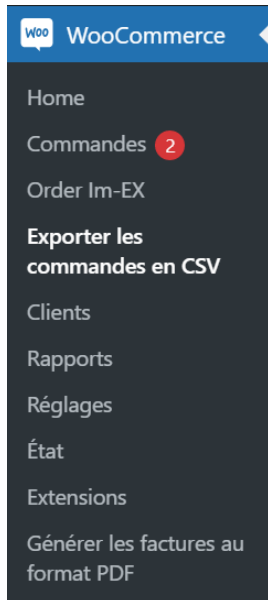 Woo WooCommerce
Home
Commandes 2
Order Im-EX
Exporter les
commandes en CSV
Clients
Rapports
Réglages
État
Extensions
Générer les factures au
format PDF